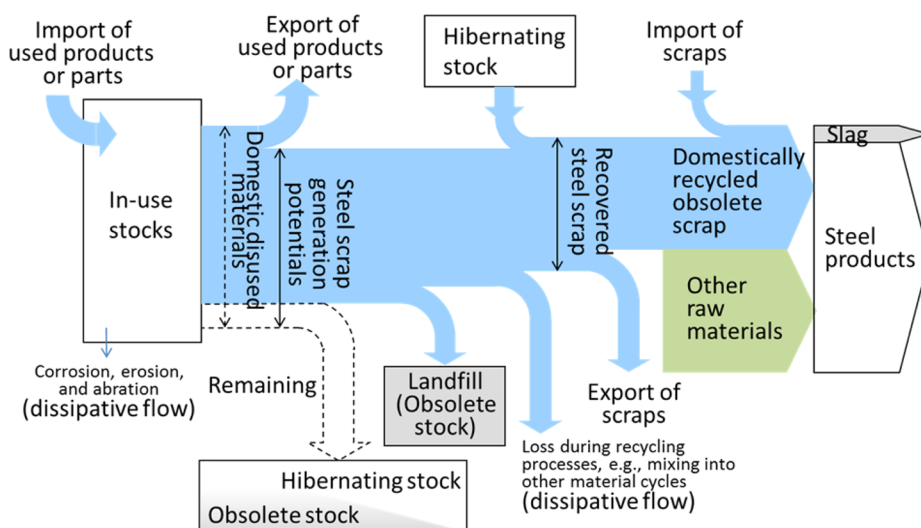 Import of
used products
or parts
Export of
used products
or parts
Hibernating
stock
Import of
scraps
In-use
stocks
Domestic disused
materials
Steel scrap
generation
potentials
Recovered
steel scrap
Domestically
recycled
obsolete
scrap
Slag
Steel
products
Other
raw
materials
Corrosion, erosion,
and abration
(dissipative flow)
Remaining
Landfill
(Obsolete
stock)
Export of
scraps
Loss during recycling
processes, e.g., mixing into
other material cycles
(dissipative flow)
Hibernating stock
Obsolete stock